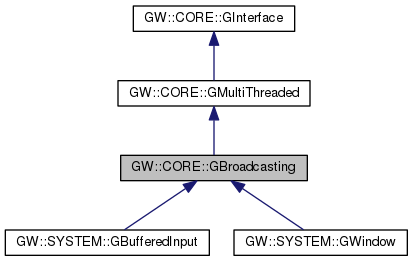 GW::CORE::GInterface
GW::CORE::GMultiThreaded
GW::CORE::GBroadcasting
GW::SYSTEM::GBufferedInput
GW::SYSTEM::GWindow